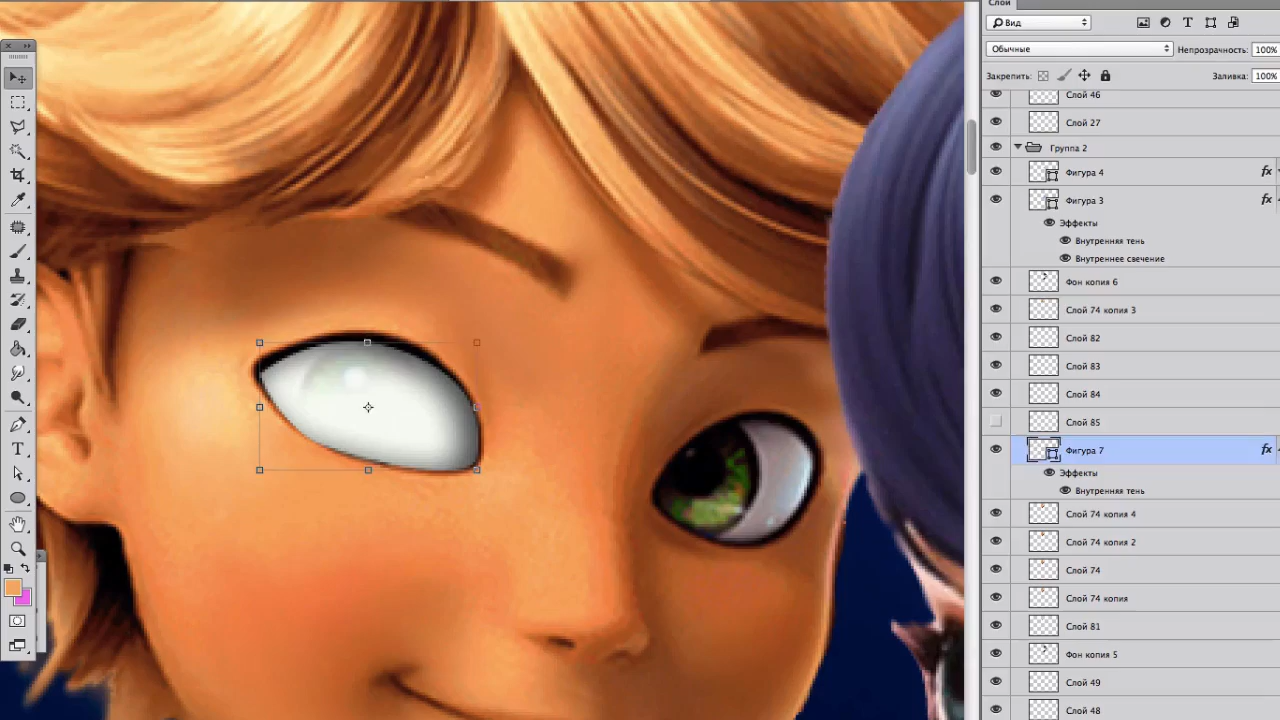 Слои
Вид
Обычные
Непрозрачность: 100%
Закрепить:
Заливка: 100%
Слой 46
Слой 27
Группа 2
Фигура 4 fx
Фигура 3 fx
Эффекты
Внутренняя тень
Внутреннее свечение
Фон копия 6
Слой 74 копия 3
Слой 82
Слой 83
Слой 84
Слой 85
Фигура 7 fx
Эффекты
Внутренняя тень
Слой 74 копия 4
Слой 74 копия 2
Слой 74
Слой 74 копия
Слой 81
Фон копия 5
Слой 49
Слой 48